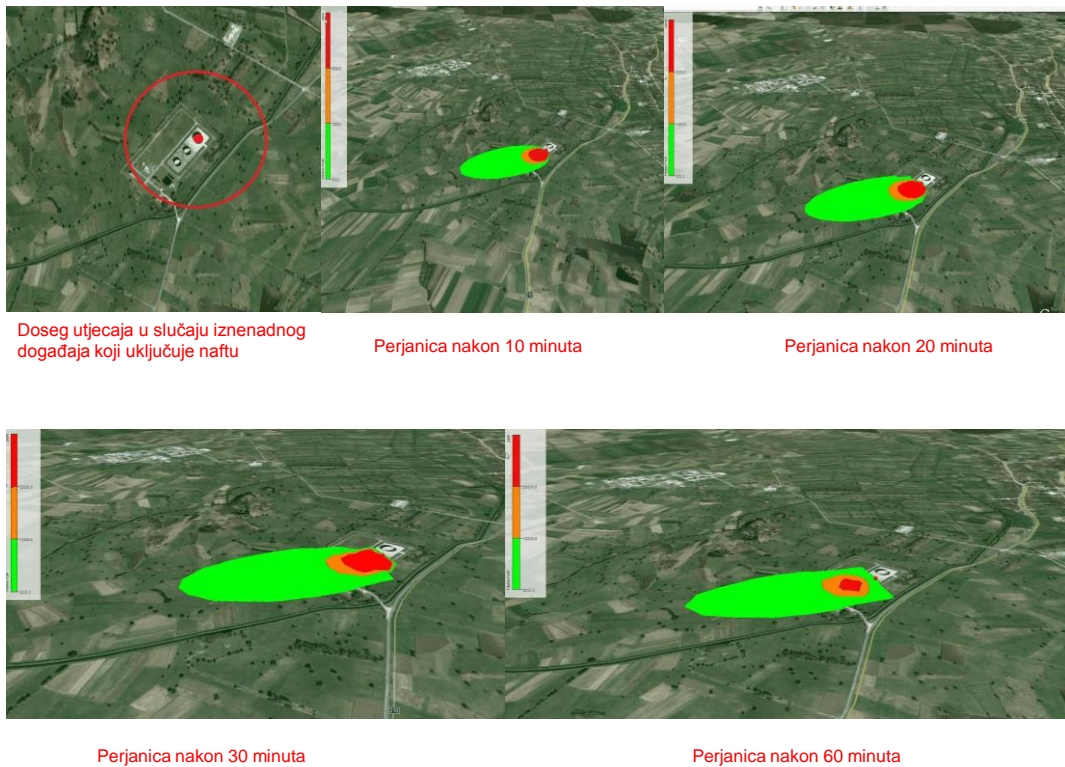 Doseg utjecaja u slučaju iznenadnog
događaja koji uključuje naftu
Perjanica nakon 10 minuta
Perjanica nakon 20 minuta
Perjanica nakon 30 minuta
Perjanica nakon 60 minuta